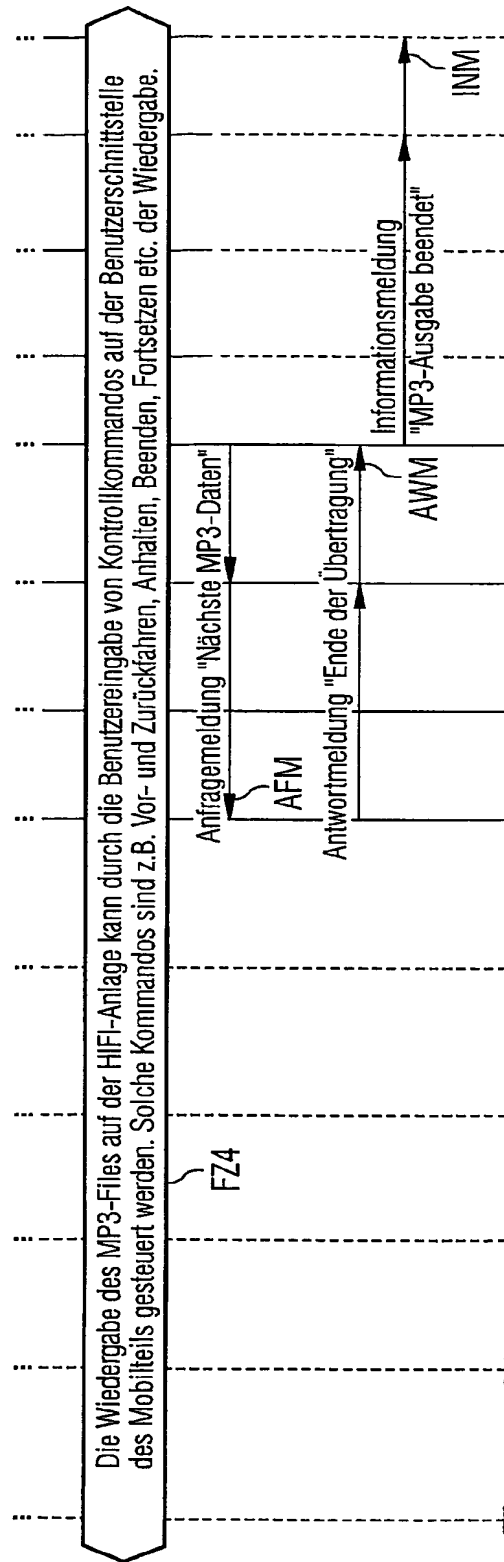 Die Wiedergabe des MP3-Files auf der HIFI-Anlage kann durch die Benutzereingabe von Kontrollkommandos auf der Benutzerschnittstelle
des Mobilteils gesteuert werden. Solche Kommandos sind z.B. Vor- und Zurückfahren, Anhalten, Beenden, Fortsetzen etc. der Wiedergabe.
FZ4
Anfragemeldung "Nächste MP3-Daten"
AFM
Antwortmeldung "Ende der Übertragung"
AWM
Informationsmeldung
"MP3-Ausgabe beendet"
INM